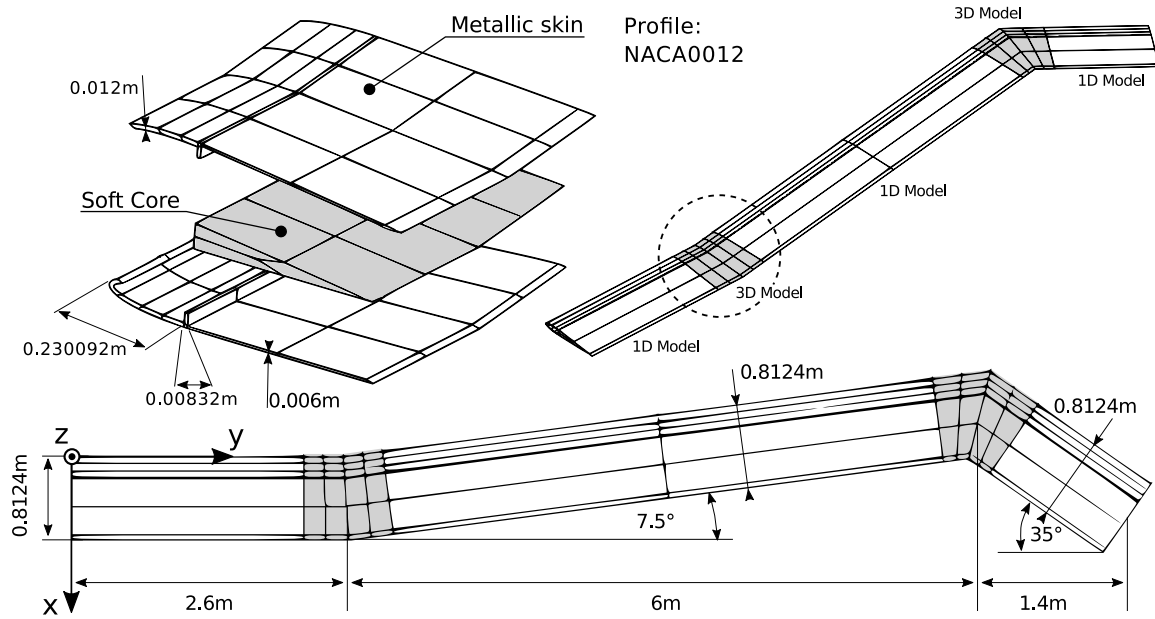 Metallic skin
Profile:
NACA0012
3D Model
1D Model
0.012m
Soft Core
1D Model
3D Model
1D Model
0.230092m
0.00832m
0.006m
0.8124m
0.8124m
z
y
0.8124m
7.5°
35°
x
2.6m
6m
1.4m